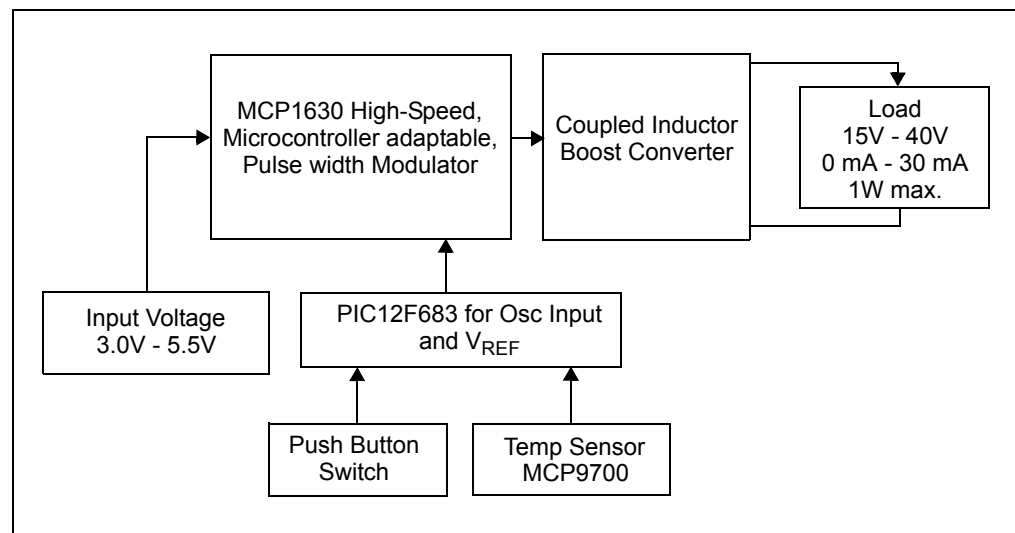 MCP1630 High-Speed,
Microcontroller adaptable,
Pulse width Modulator
Coupled Inductor
Boost Converter
Load
15V - 40V
0 mA - 30 mA
1W max.
Input Voltage
3.0V - 5.5V
PIC12F683 for Osc Input
and VREF
Push Button
Switch
Temp Sensor
MCP9700